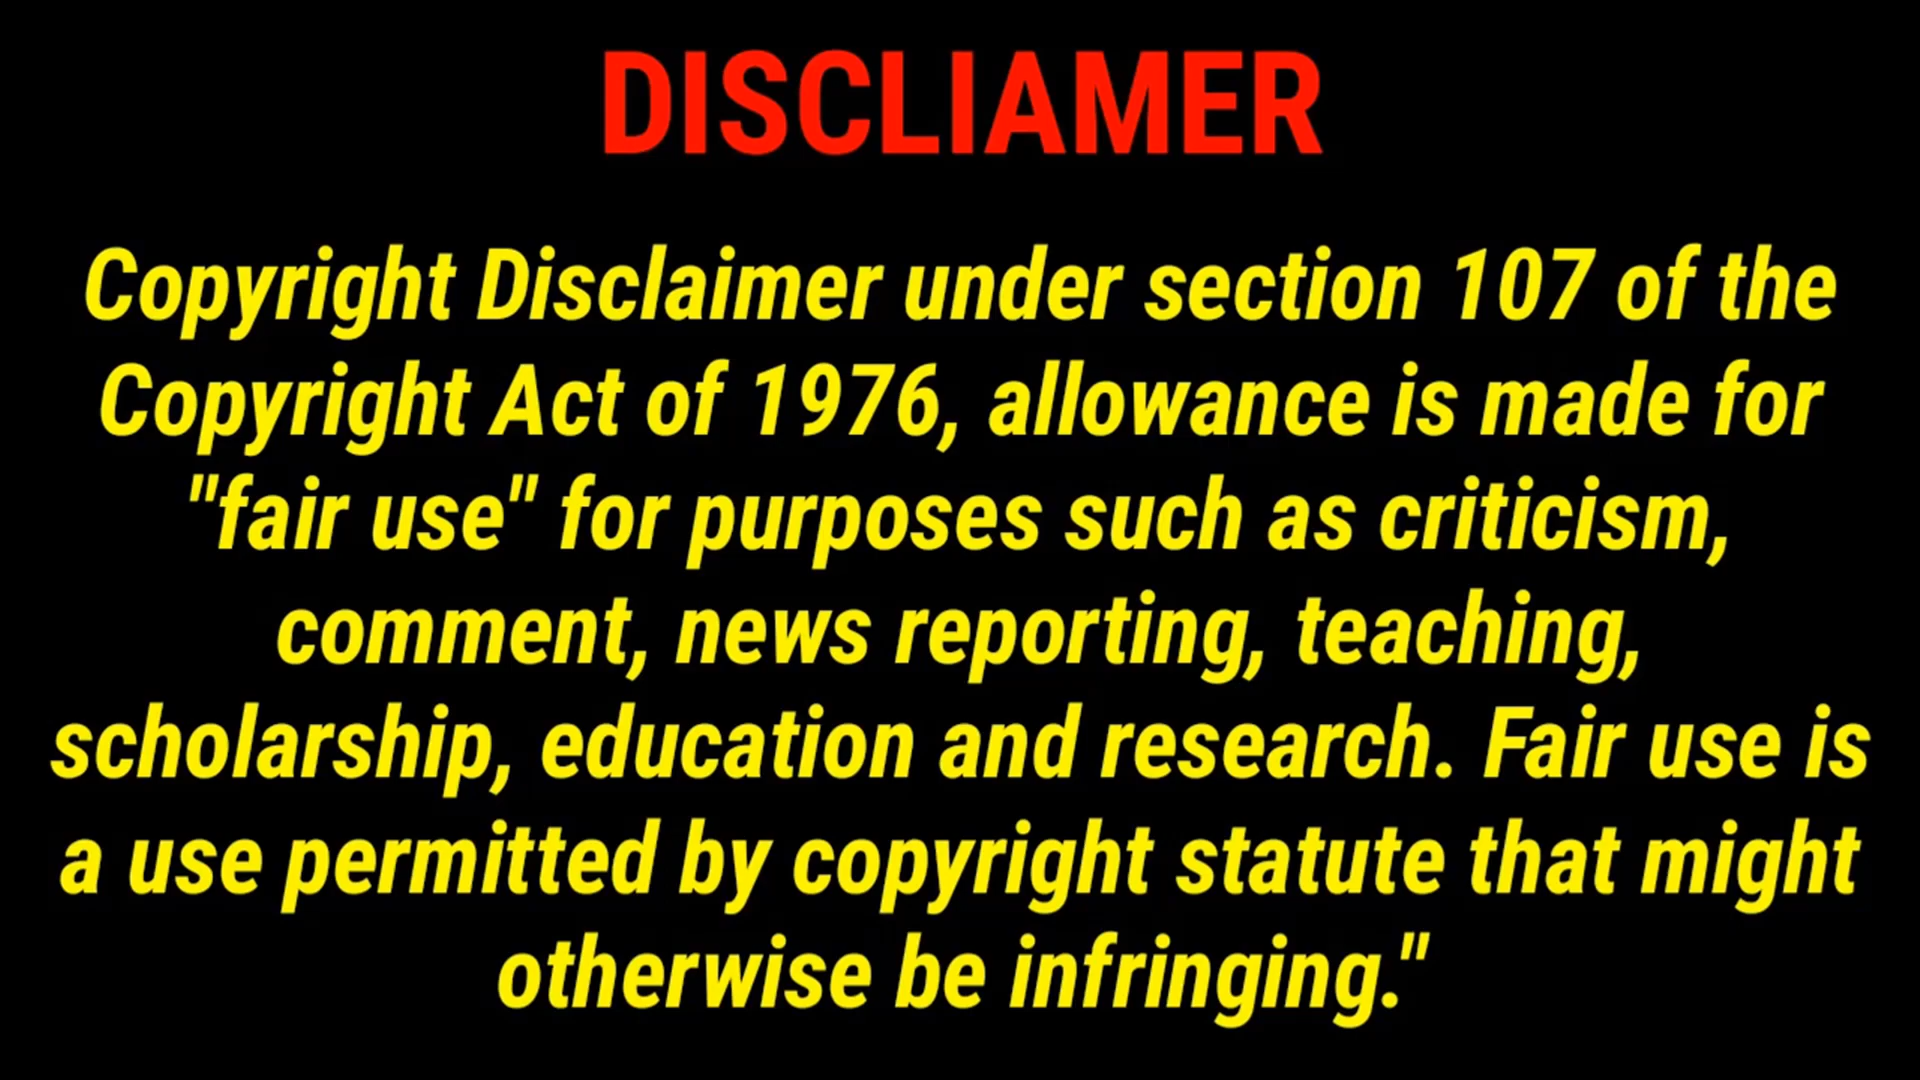 DISCLIAMER
Copyright Disclaimer under section 107 of the
Copyright Act of 1976, allowance is made for
"fair use" for purposes such as criticism,
comment, news reporting, teaching,
scholarship, education and research. Fair use is
a use permitted by copyright statute that might
otherwise be infringing."